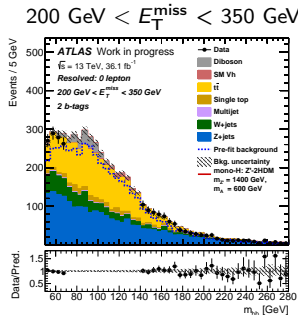 200 GeV < E_T^miss < 350 GeV
Events / 5 GeV
500
400
300
200
100
ATLAS Work in progress
√s = 13 TeV, 36.1 fb⁻¹
Resolved: 0 lepton
200 GeV < E_T^miss < 350 GeV
2 b-tags
Data
Diboson
SM Vh
tt̄
Single top
Multijet
W+jets
Z+jets
Pre-fit background
Bkg. uncertainty
mono-H: Z'-2HDM
m_Z' = 1400 GeV,
m_A = 600 GeV
Data/Pred.
1.5
1.0
0.5
60 80 100 120 140 160 180 200 220 240 260 280
m_bb [GeV]